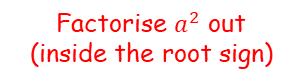 Factorise a² out
(inside the root sign)